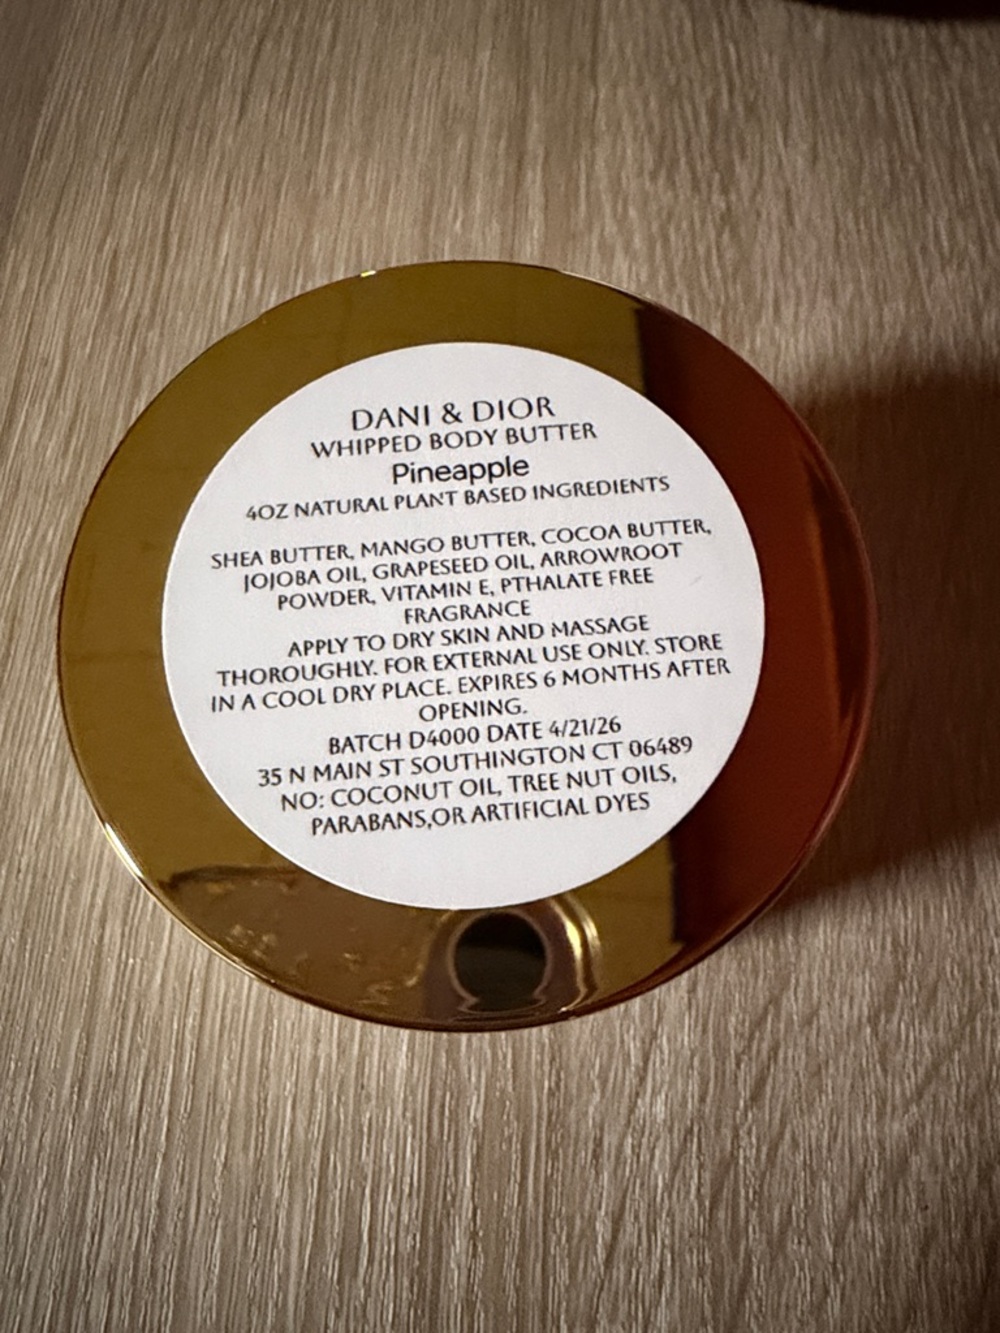 DANI & DIOR
WHIPPED BODY BUTTER
Pineapple
4OZ NATURAL PLANT BASED INGREDIENTS
SHEA BUTTER, MANGO BUTTER, COCOA BUTTER,
JOJOBA OIL, GRAPESEED OIL, ARROWROOT
POWDER, VITAMIN E, PTHALATE FREE
FRAGRANCE
APPLY TO DRY SKIN AND MASSAGE
THOROUGHLY. FOR EXTERNAL USE ONLY. STORE
IN A COOL DRY PLACE. EXPIRES 6 MONTHS AFTER
OPENING.
BATCH D4000 DATE 4/21/26
35 N MAIN ST SOUTHINGTON CT 06489
NO: COCONUT OIL, TREE NUT OILS,
PARABANS,OR ARTIFICIAL DYES